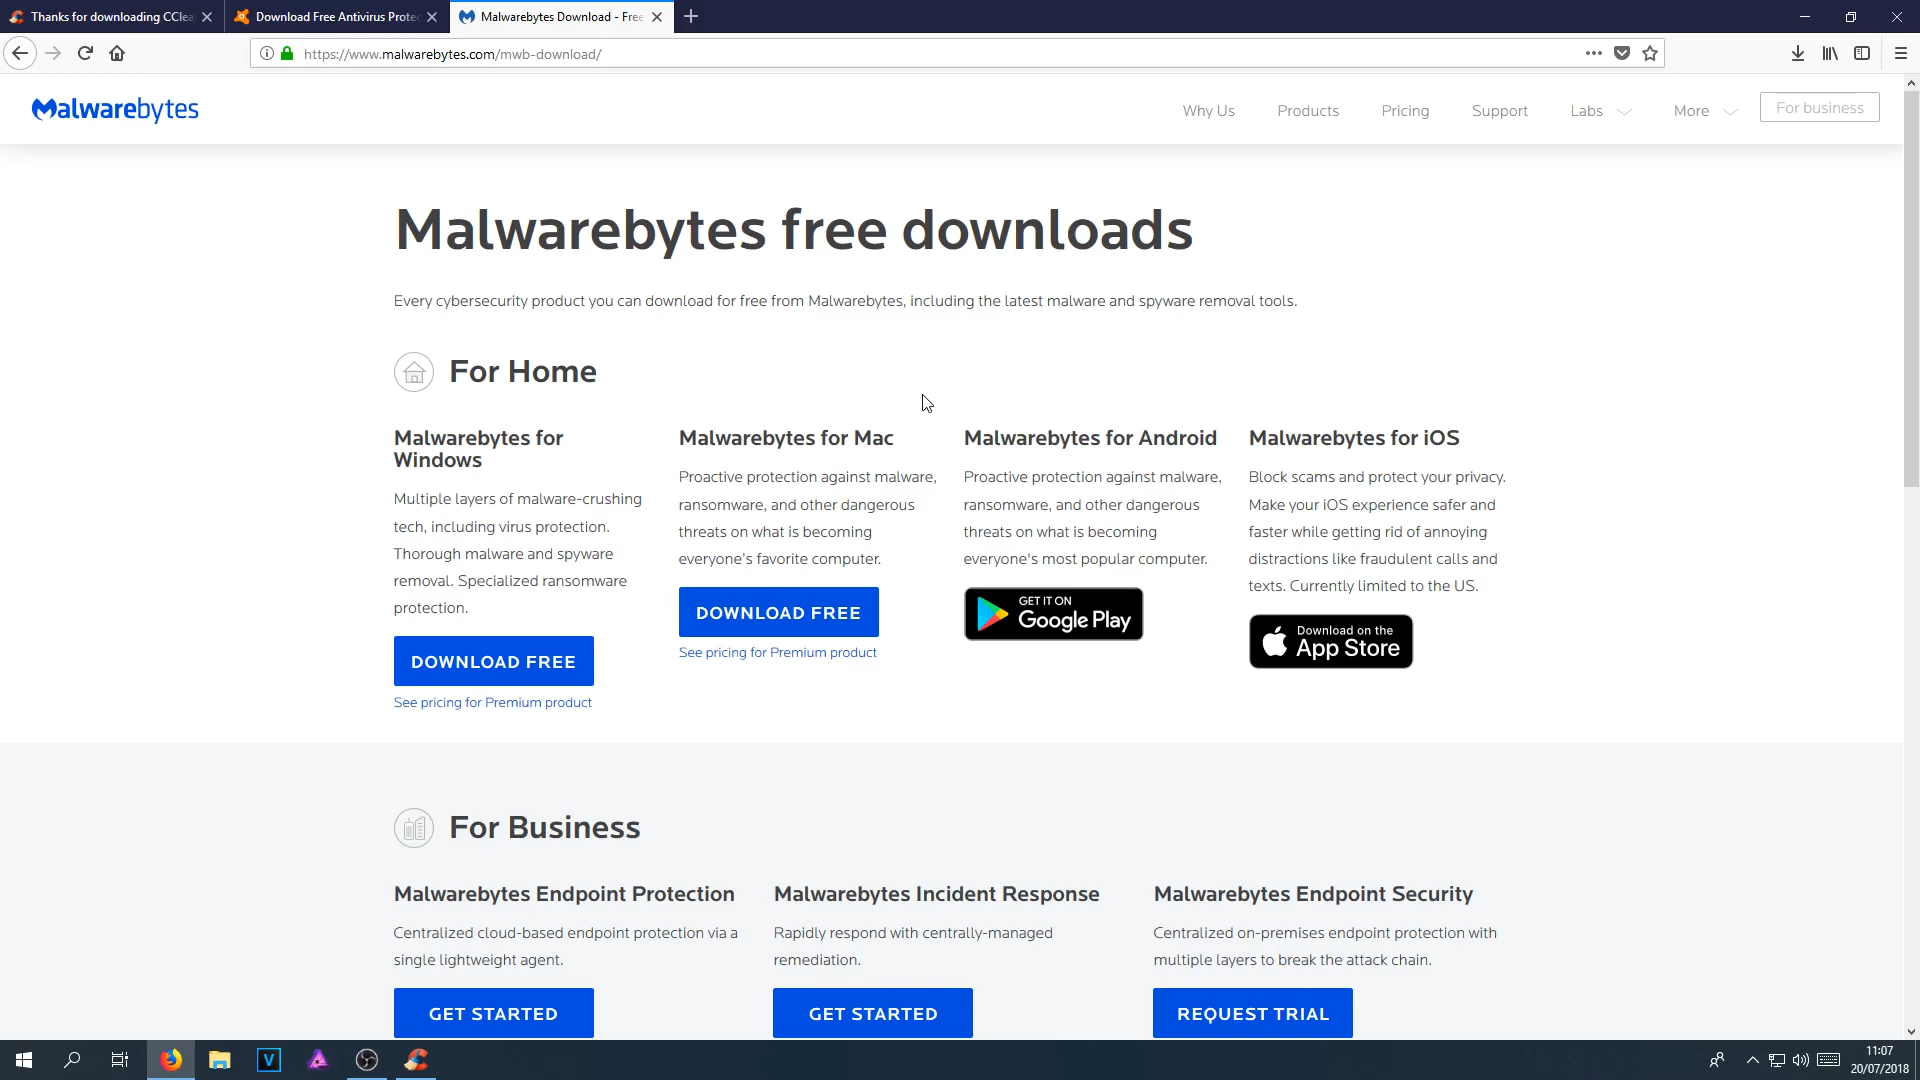 Thanks for downloading CClea
Download Free Antivirus Prote
Malwarebytes Download - Free
https://www.malwarebytes.com/mwb-download/
Malwarebytes
Why Us
Products
Pricing
Support
Labs
More
For business
Malwarebytes free downloads
Every cybersecurity product you can download for free from Malwarebytes, including the latest malware and spyware removal tools.
For Home
Malwarebytes for
Windows
Multiple layers of malware-crushing
tech, including virus protection.
Thorough malware and spyware
removal. Specialized ransomware
protection.
DOWNLOAD FREE
See pricing for Premium product
Malwarebytes for Mac
Proactive protection against malware,
ransomware, and other dangerous
threats on what is becoming
everyone's favorite computer.
DOWNLOAD FREE
See pricing for Premium product
Malwarebytes for Android
Proactive protection against malware,
ransomware, and other dangerous
threats on what is becoming
everyone's most popular computer.
GET IT ON
Google Play
Malwarebytes for iOS
Block scams and protect your privacy.
Make your iOS experience safer and
faster while getting rid of annoying
distractions like fraudulent calls and
texts. Currently limited to the US.
Download on the
App Store
For Business
Malwarebytes Endpoint Protection
Centralized cloud-based endpoint protection via a
single lightweight agent.
GET STARTED
Malwarebytes Incident Response
Rapidly respond with centrally-managed
remediation.
GET STARTED
Malwarebytes Endpoint Security
Centralized on-premises endpoint protection with
multiple layers to break the attack chain.
REQUEST TRIAL
V
11:07
20/07/2018